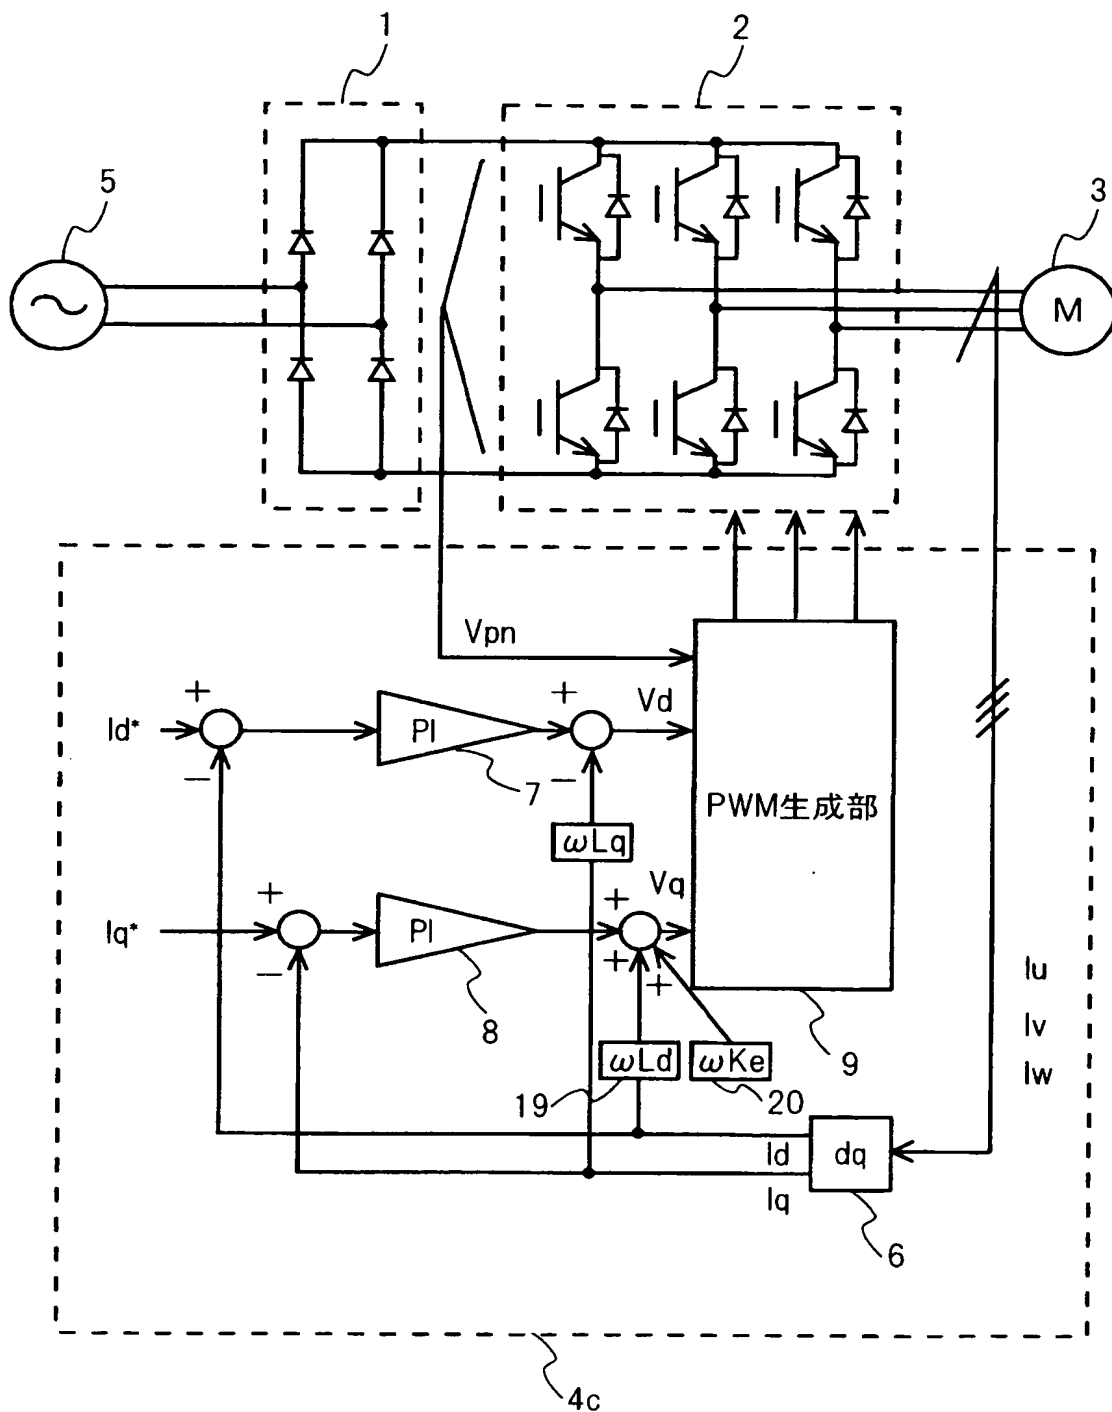 1
2
5
3
M
Vpn
+
Id*
−
PI
7
+
−
Vd
ωLq
PWM生成部
+
Iq*
−
PI
8
+
+
+
Vq
ωLd
ωKe
19
20
9
Iu
Iv
Iw
Id
dq
Iq
6
4c